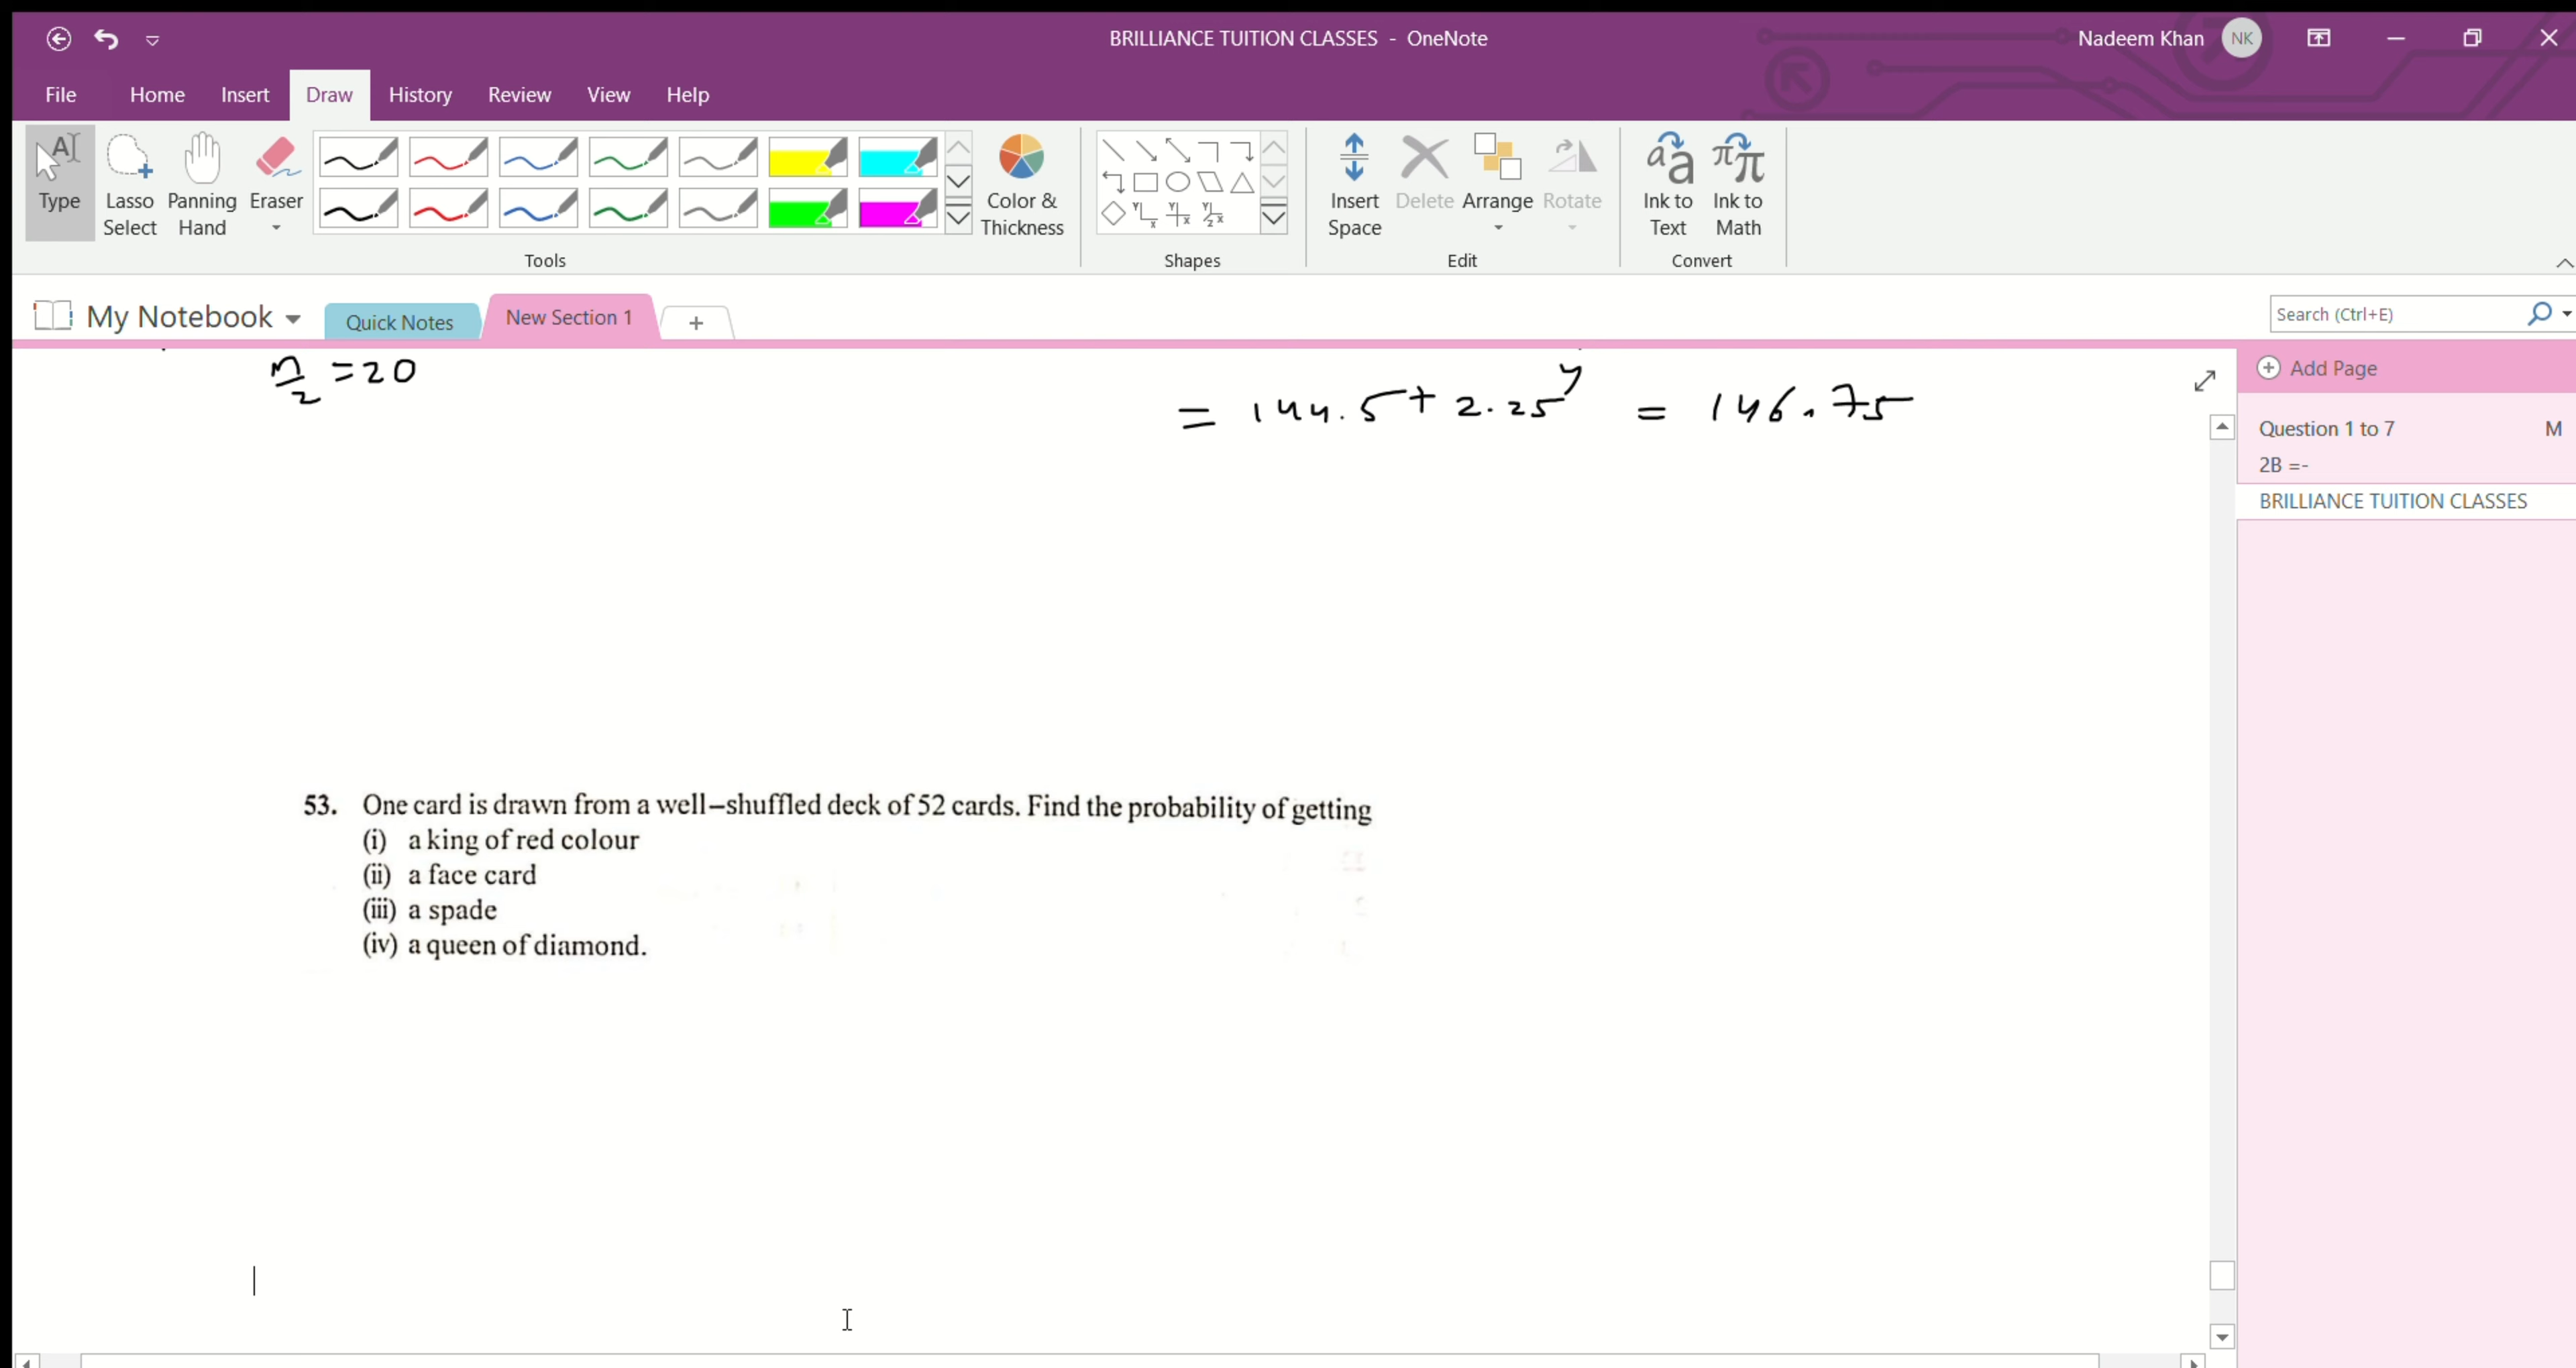 BRILLIANCE TUITION CLASSES - OneNote
Nadeem Khan
NK
File Home Insert Draw History Review View Help
Type
Lasso Select
Panning Hand
Eraser
Color & Thickness
Insert Space
Delete
Arrange
Rotate
Ink to Text
Ink to Math
Tools
Shapes
Edit
Convert
My Notebook
Quick Notes
New Section 1
Search (Ctrl+E)
Add Page
Question 1 to 7 M
2B =-
BRILLIANCE TUITION CLASSES
n/2 = 20
= 144.5 + 2.25 = 146.75
53. One card is drawn from a well–shuffled deck of 52 cards. Find the probability of getting
(i) a king of red colour
(ii) a face card
(iii) a spade
(iv) a queen of diamond.